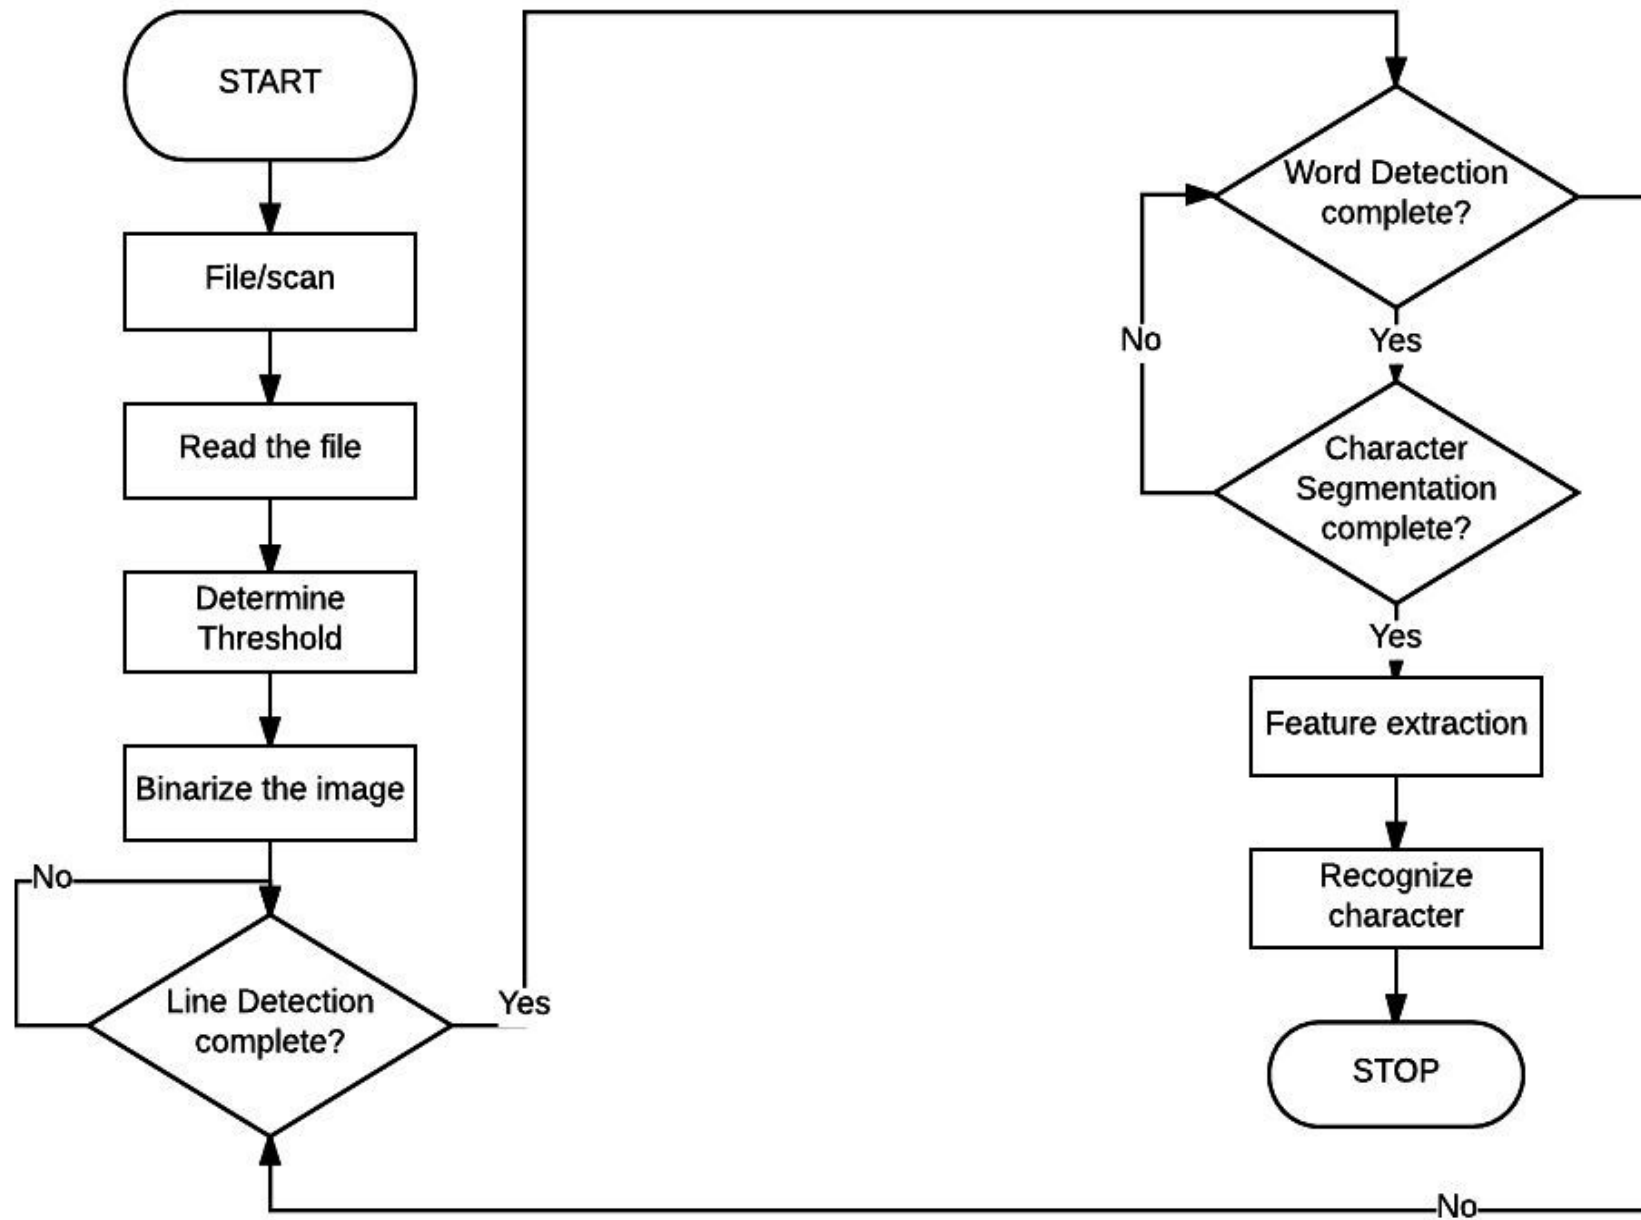 START
File/scan
Read the file
Determine
Threshold
Binarize the image
No
Line Detection
complete?
Yes
Word Detection
complete?
No
Yes
Character
Segmentation
complete?
Yes
Feature extraction
Recognize
character
STOP
No